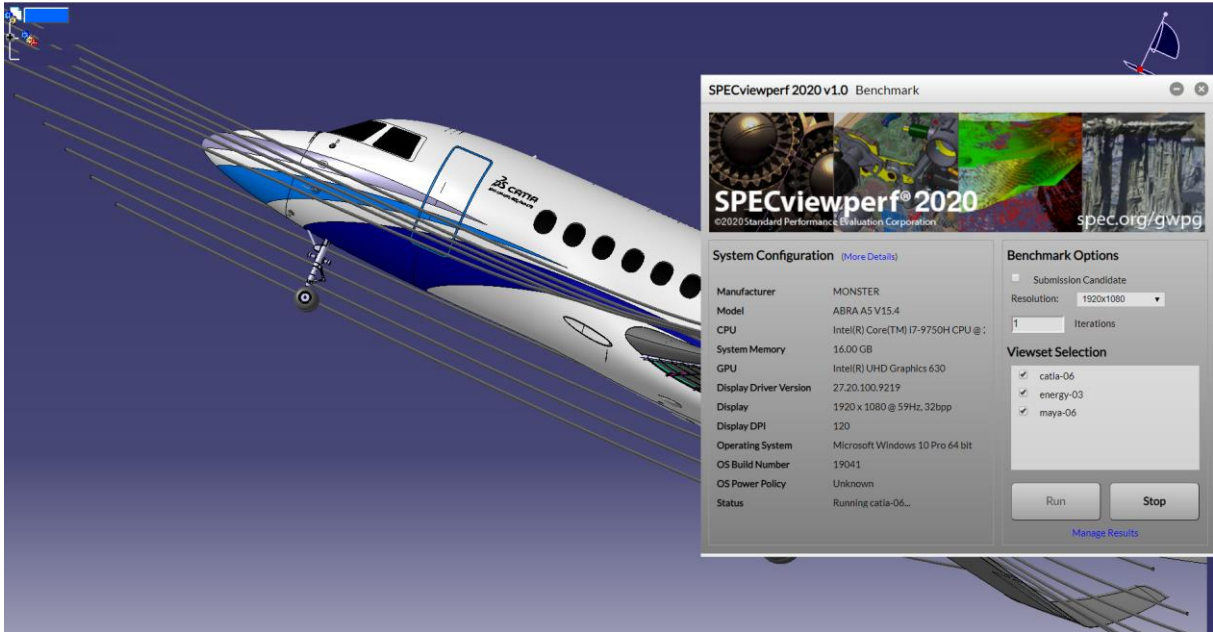 CATIA
SPECviewperf 2020 v1.0 Benchmark
SPECviewperf® 2020
©2020 Standard Performance Evaluation Corporation
spec.org/gwpg
System Configuration (More Details)
Manufacturer MONSTER
Model ABRA A5 V15.4
CPU Intel(R) Core(TM) i7-9750H CPU @
System Memory 16.00 GB
GPU Intel(R) UHD Graphics 630
Display Driver Version 27.20.100.9219
Display 1920 x 1080 @ 59Hz, 32bpp
Display DPI 120
Operating System Microsoft Windows 10 Pro 64 bit
OS Build Number 19041
OS Power Policy Unknown
Status Running catia-06...
Benchmark Options
Submission Candidate
Resolution: 1920x1080
1 Iterations
Viewset Selection
catia-06
energy-03
maya-06
Run Stop
Manage Results